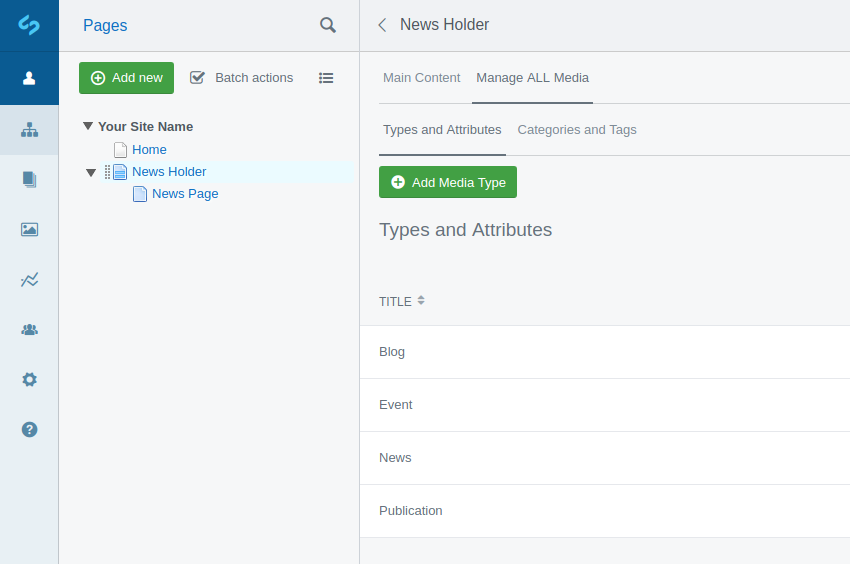 Pages
News Holder
Add new
Batch actions
Your Site Name
Home
News Holder
News Page
Main Content
Manage ALL Media
Types and Attributes
Categories and Tags
Add Media Type
Types and Attributes
TITLE
Blog
Event
News
Publication